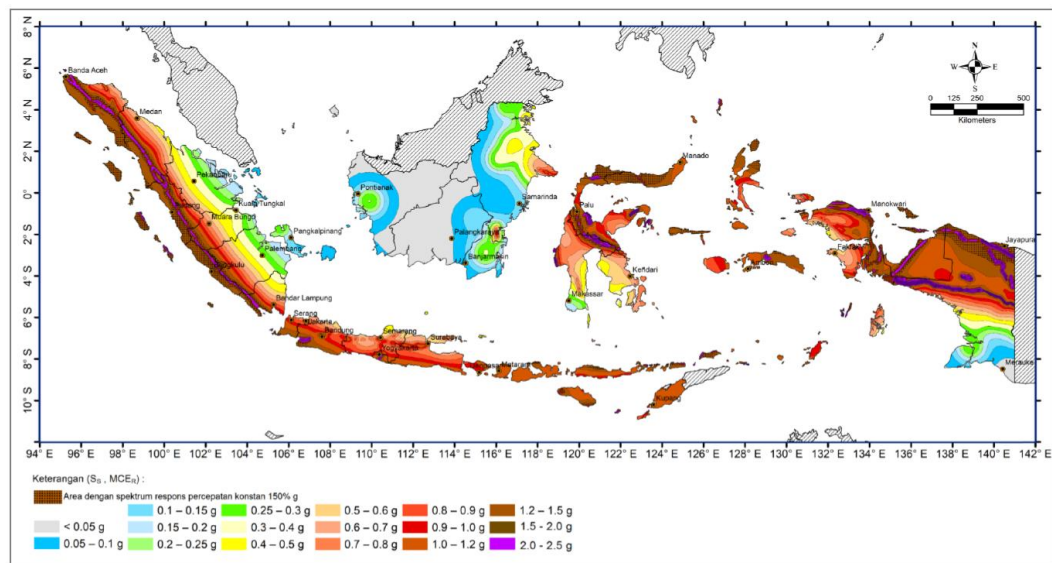 8° N
6° N
4° N
2° N
0°
2° S
4° S
6° S
8° S
10° S
N
W E
S
0 125 250 500
Kilometers
Banda Aceh
Medan
Pekanbaru
Kuala Tungkal
Padang
Muara Bungo
Pangkalpinang
Palembang
Bengkulu
Bandar Lampung
Serang
Jakarta
Bandung
Semarang
Yogyakarta
Surabaya
Mataram
Kupang
Pontianak
Samarinda
Palangkaraya
Banjarmasin
Manado
Palu
Kendari
Makassar
Ambon
Manokwari
Jayapura
Merauke
94° E 96° E 98° E 100° E 102° E 104° E 106° E 108° E 110° E 112° E 114° E 116° E 118° E 120° E 122° E 124° E 126° E 128° E 130° E 132° E 134° E 136° E 138° E 140° E 142° E
Keterangan (SS , MCER) :
Area dengan spektrum respons percepatan konstan 150% g
0.1 – 0.15 g 0.25 – 0.3 g 0.5 – 0.6 g 0.8 – 0.9 g 1.2 – 1.5 g
< 0.05 g 0.15 – 0.2 g 0.3 – 0.4 g 0.6 – 0.7 g 0.9 – 1.0 g 1.5 - 2.0 g
0.05 – 0.1 g 0.2 – 0.25 g 0.4 – 0.5 g 0.7 – 0.8 g 1.0 – 1.2 g 2.0 - 2.5 g